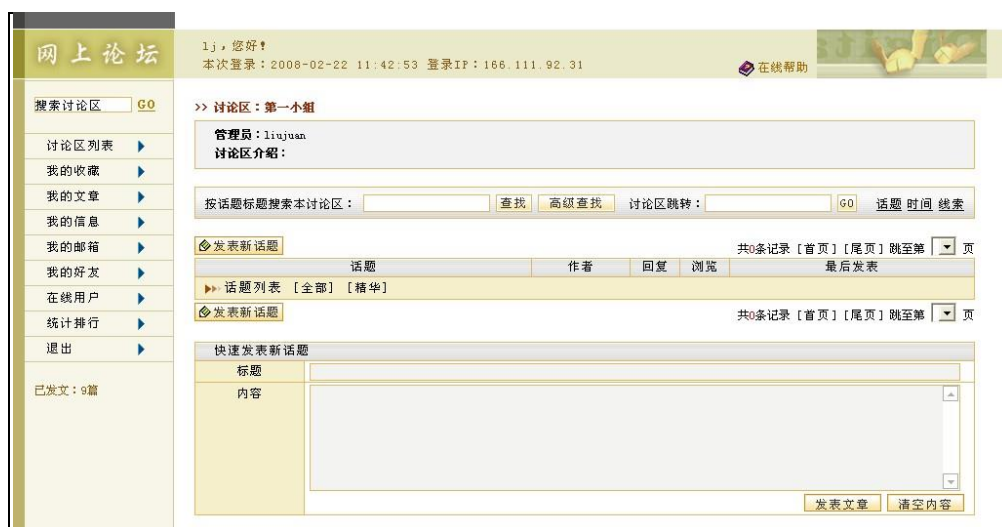 网上论坛
lj，您好！
本次登录：2008-02-22 11:42:53 登录IP：166.111.92.31
在线帮助
搜索讨论区 GO
讨论区列表
我的收藏
我的文章
我的信息
我的邮箱
我的好友
在线用户
统计排行
退出
已发文：9篇
>> 讨论区：第一小组
管理员：liujuan
讨论区介绍：
按话题标题搜索本讨论区： 查找 高级查找 讨论区跳转： GO 话题 时间 线索
发表新话题 共0条记录 [首页] [尾页] 跳至第 页
话题 作者 回复 浏览 最后发表
话题列表 [全部] [精华]
发表新话题 共0条记录 [首页] [尾页] 跳至第 页
快速发表新话题
标题
内容
发表文章 清空内容